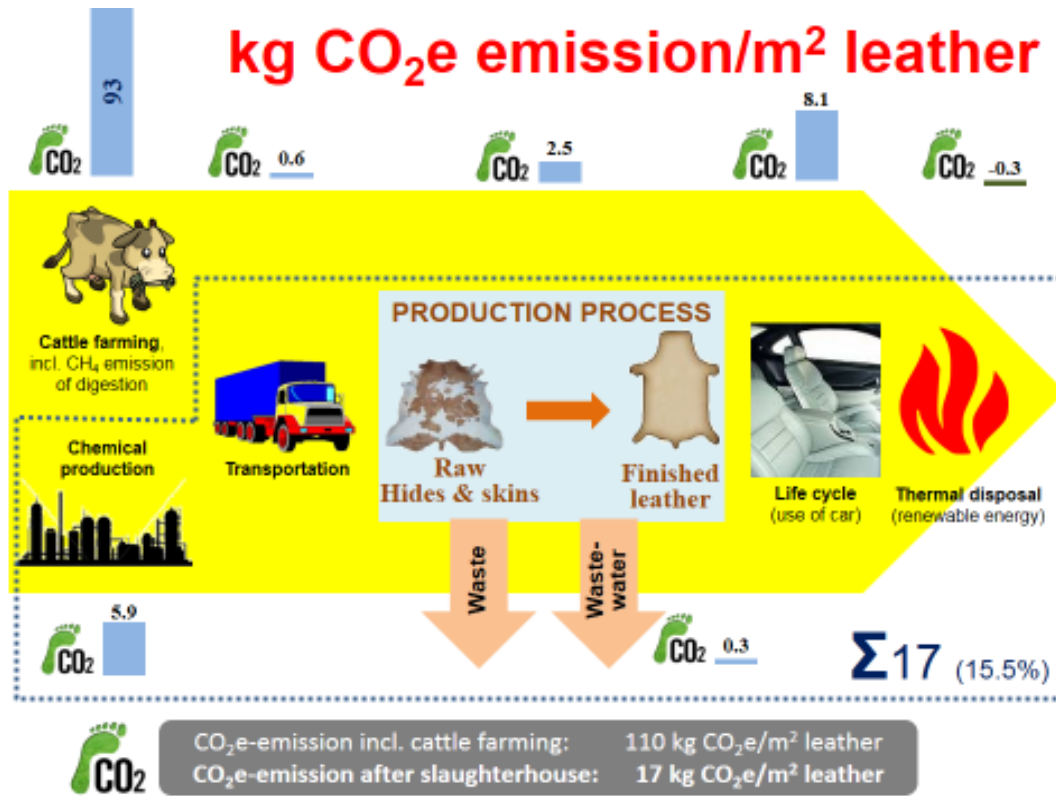 kg CO₂e emission/m² leather
93
CO₂
0.6
CO₂
2.5
CO₂
8.1
CO₂
-0.3
CO₂
Cattle farming,
incl. CH₄ emission
of digestion
Chemical
production
Transportation
PRODUCTION PROCESS
Raw
Hides & skins
Finished
leather
Life cycle
(use of car)
Thermal disposal
(renewable energy)
Waste
Waste-
water
5.9
CO₂
0.3
CO₂
Σ17 (15.5%)
CO₂
CO₂e-emission incl. cattle farming: 110 kg CO₂e/m² leather
CO₂e-emission after slaughterhouse: 17 kg CO₂e/m² leather